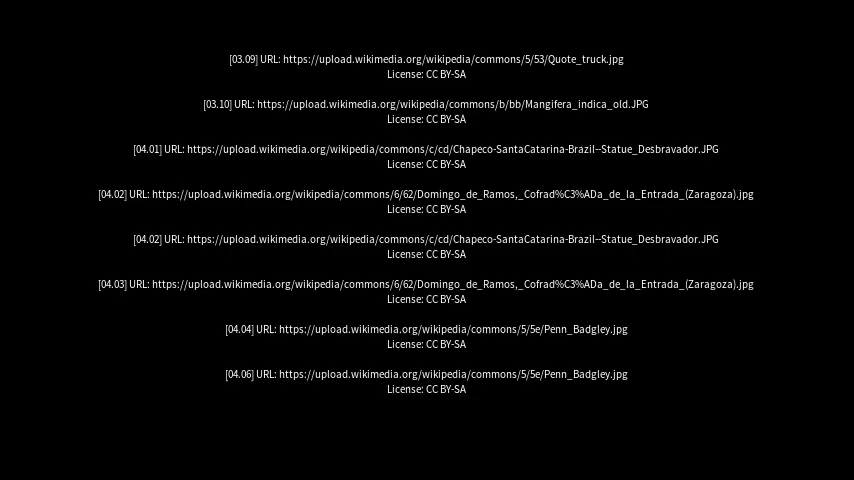 [03.09] URL: https://upload.wikimedia.org/wikipedia/commons/5/53/Quote_truck.jpg
License: CC BY-SA
[03.10] URL: https://upload.wikimedia.org/wikipedia/commons/b/bb/Mangifera_indica_old.JPG
License: CC BY-SA
[04.01] URL: https://upload.wikimedia.org/wikipedia/commons/c/cd/Chapeco-SantaCatarina-Brazil--Statue_Desbravador.JPG
License: CC BY-SA
[04.02] URL: https://upload.wikimedia.org/wikipedia/commons/6/62/Domingo_de_Ramos,_Cofrad%C3%ADa_de_la_Entrada_(Zaragoza).jpg
License: CC BY-SA
[04.02] URL: https://upload.wikimedia.org/wikipedia/commons/c/cd/Chapeco-SantaCatarina-Brazil--Statue_Desbravador.JPG
License: CC BY-SA
[04.03] URL: https://upload.wikimedia.org/wikipedia/commons/6/62/Domingo_de_Ramos,_Cofrad%C3%ADa_de_la_Entrada_(Zaragoza).jpg
License: CC BY-SA
[04.04] URL: https://upload.wikimedia.org/wikipedia/commons/5/5e/Penn_Badgley.jpg
License: CC BY-SA
[04.06] URL: https://upload.wikimedia.org/wikipedia/commons/5/5e/Penn_Badgley.jpg
License: CC BY-SA